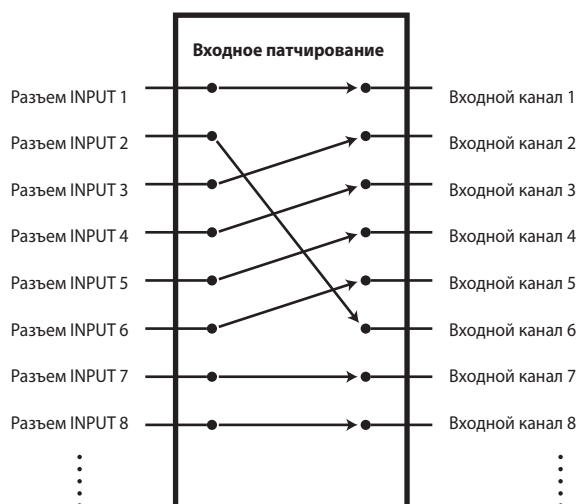 Входное патчирование
Разъем INPUT 1
Входной канал 1
Разъем INPUT 2
Входной канал 2
Разъем INPUT 3
Входной канал 3
Разъем INPUT 4
Входной канал 4
Разъем INPUT 5
Входной канал 5
Разъем INPUT 6
Входной канал 6
Разъем INPUT 7
Входной канал 7
Разъем INPUT 8
Входной канал 8